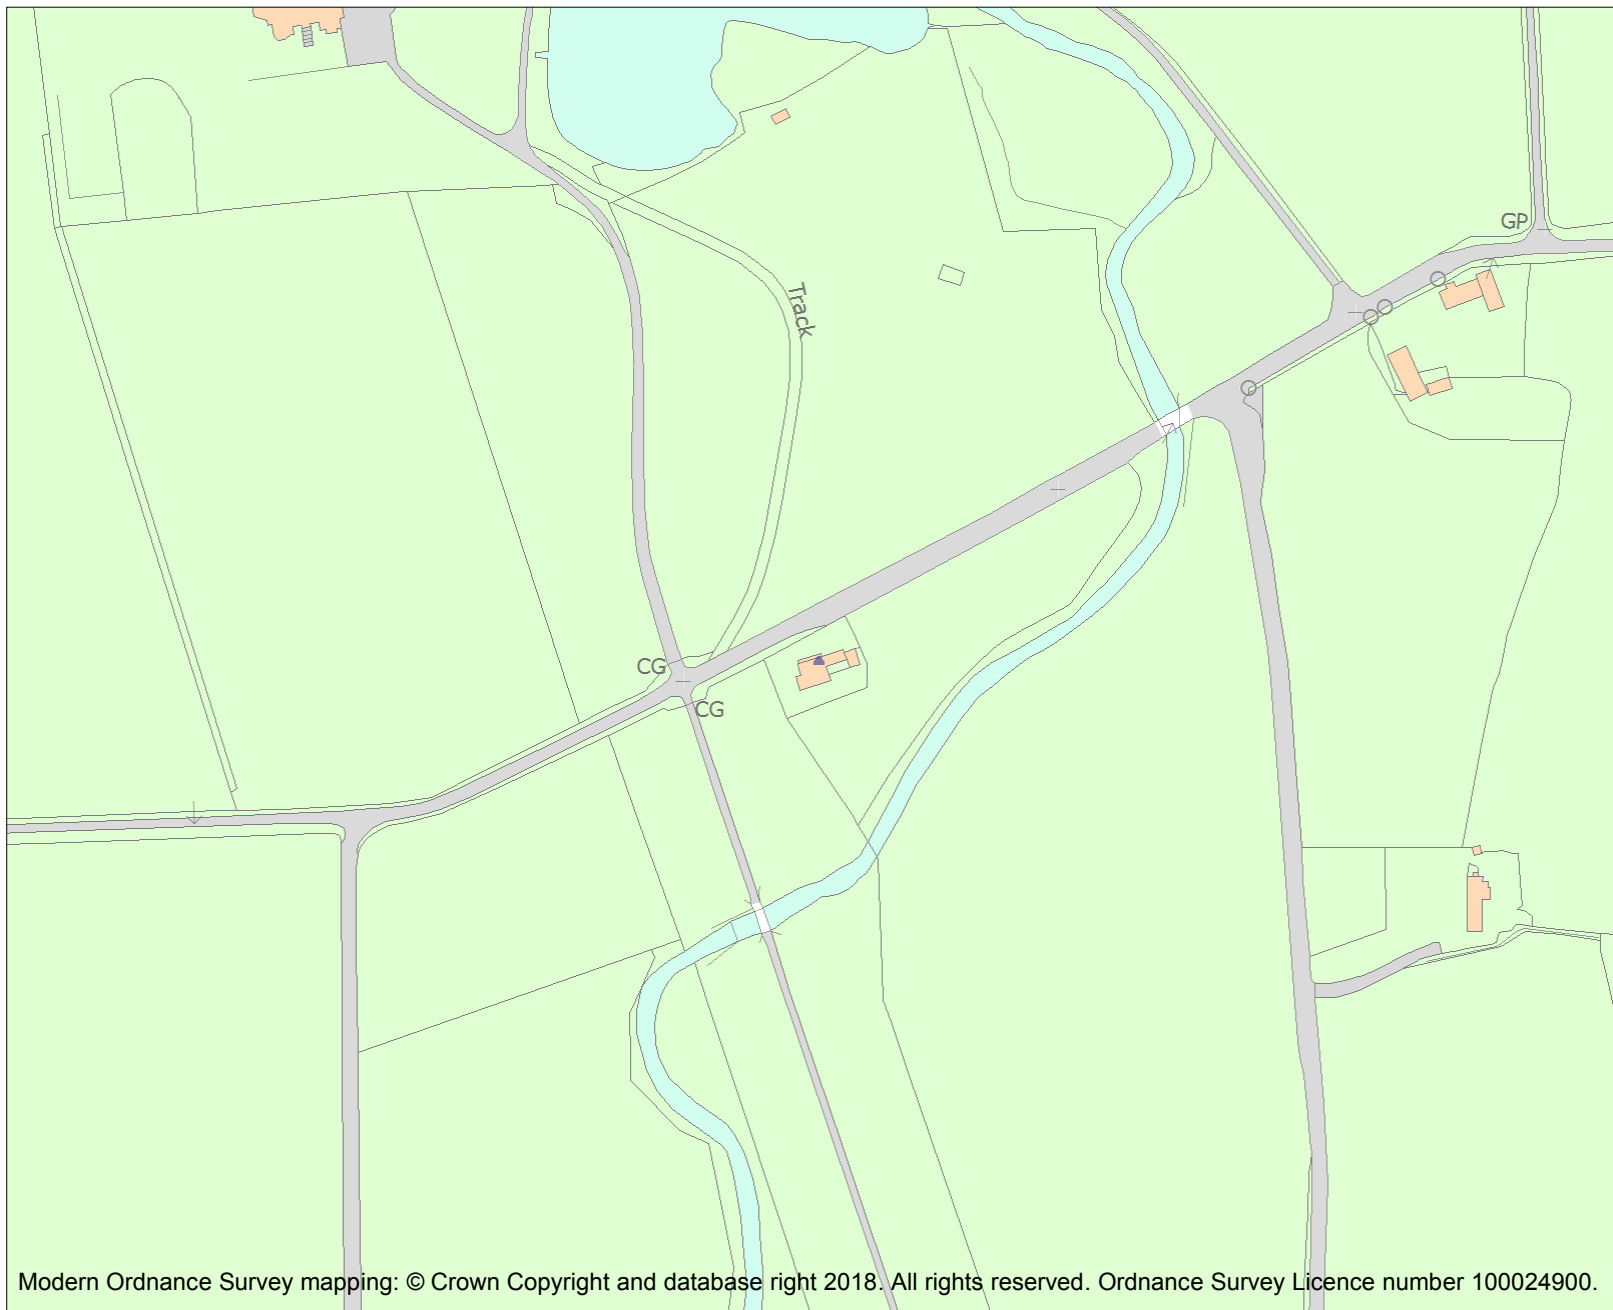 GP
Track
CG
CG
Modern Ordnance Survey mapping: © Crown Copyright and database right 2018. All rights reserved. Ordnance Survey Licence number 100024900.